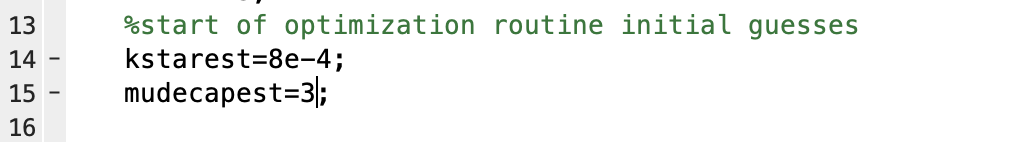 13 %start of optimization routine initial guesses
14 - kstarest=8e-4;
15 - mudecapest=3;
16